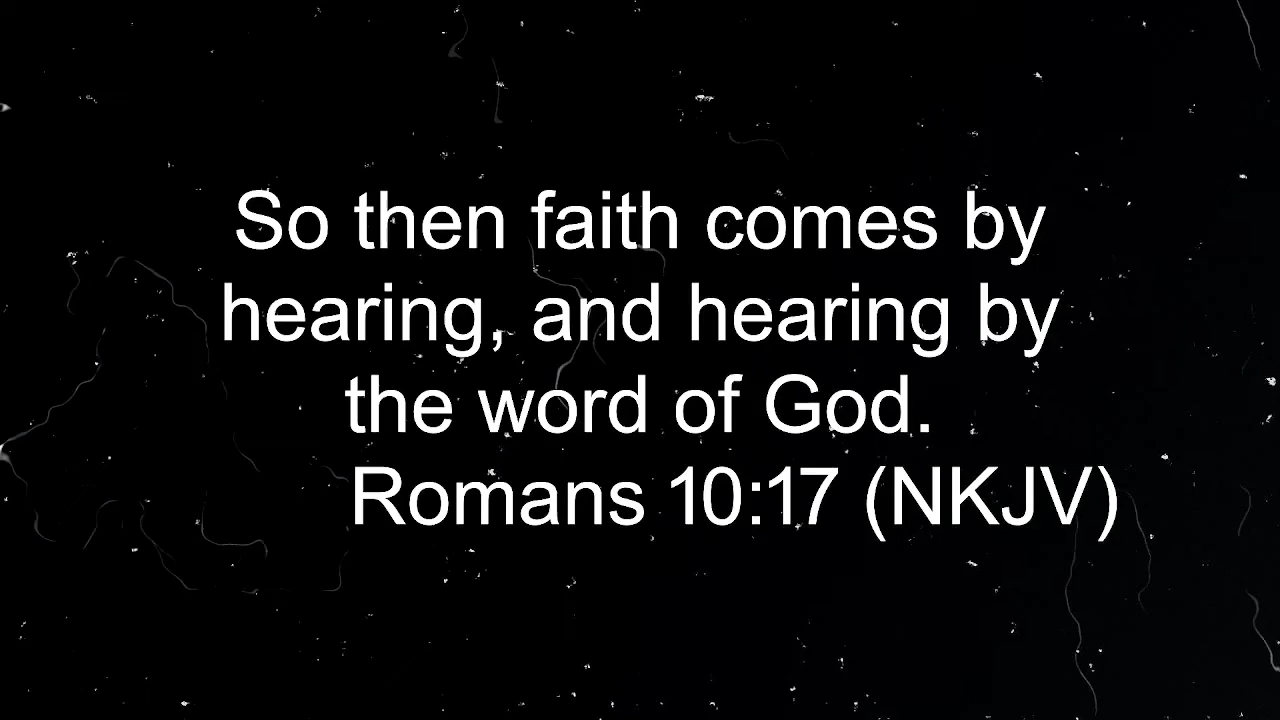 So then faith comes by
hearing, and hearing by
the word of God.
Romans 10:17 (NKJV)